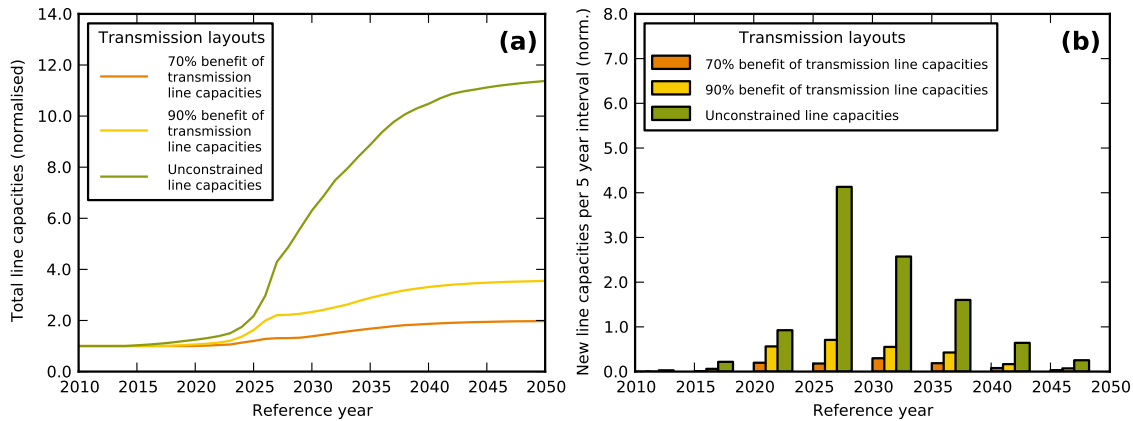 14.0
12.0
10.0
8.0
6.0
4.0
2.0
0.0
Total line capacities (normalised)
(a)
Transmission layouts
70% benefit of
transmission
line capacities
90% benefit of
transmission
line capacities
Unconstrained
line capacities
2010 2015 2020 2025 2030 2035 2040 2045 2050
Reference year
8.0
7.0
6.0
5.0
4.0
3.0
2.0
1.0
0.0
New line capacities per 5 year interval (norm.)
(b)
Transmission layouts
70% benefit of transmission line capacities
90% benefit of transmission line capacities
Unconstrained line capacities
2010 2015 2020 2025 2030 2035 2040 2045 2050
Reference year